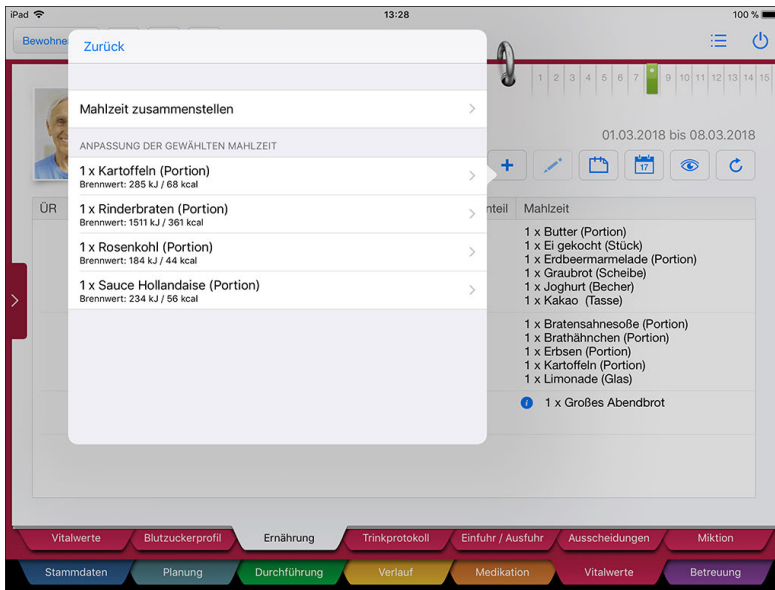 iPad 13:28 100 %
Bewohne
Zurück
1 2 3 4 5 6 7 9 10 11 12 13 14 15
Mahlzeit zusammenstellen
01.03.2018 bis 08.03.2018
ANPASSUNG DER GEWÄHLTEN MAHLZEIT
17
1 x Kartoffeln (Portion)
Brennwert: 285 kJ / 68 kcal
1 x Rinderbraten (Portion)
Brennwert: 1511 kJ / 361 kcal
1 x Rosenkohl (Portion)
Brennwert: 184 kJ / 44 kcal
1 x Sauce Hollandaise (Portion)
Brennwert: 234 kJ / 56 kcal
ÜR nteil Mahlzeit
1 x Butter (Portion)
1 x Ei gekocht (Stück)
1 x Erdbeermarmelade (Portion)
1 x Graubrot (Scheibe)
1 x Joghurt (Becher)
1 x Kakao (Tasse)
1 x Bratensahnesoße (Portion)
1 x Brathähnchen (Portion)
1 x Erbsen (Portion)
1 x Kartoffeln (Portion)
1 x Limonade (Glas)
1 x Großes Abendbrot
Vitalwerte Blutzuckerprofil Ernährung Trinkprotokoll Einfuhr / Ausfuhr Ausscheidungen Miktion
Stammdaten Planung Durchführung Verlauf Medikation Vitalwerte Betreuung